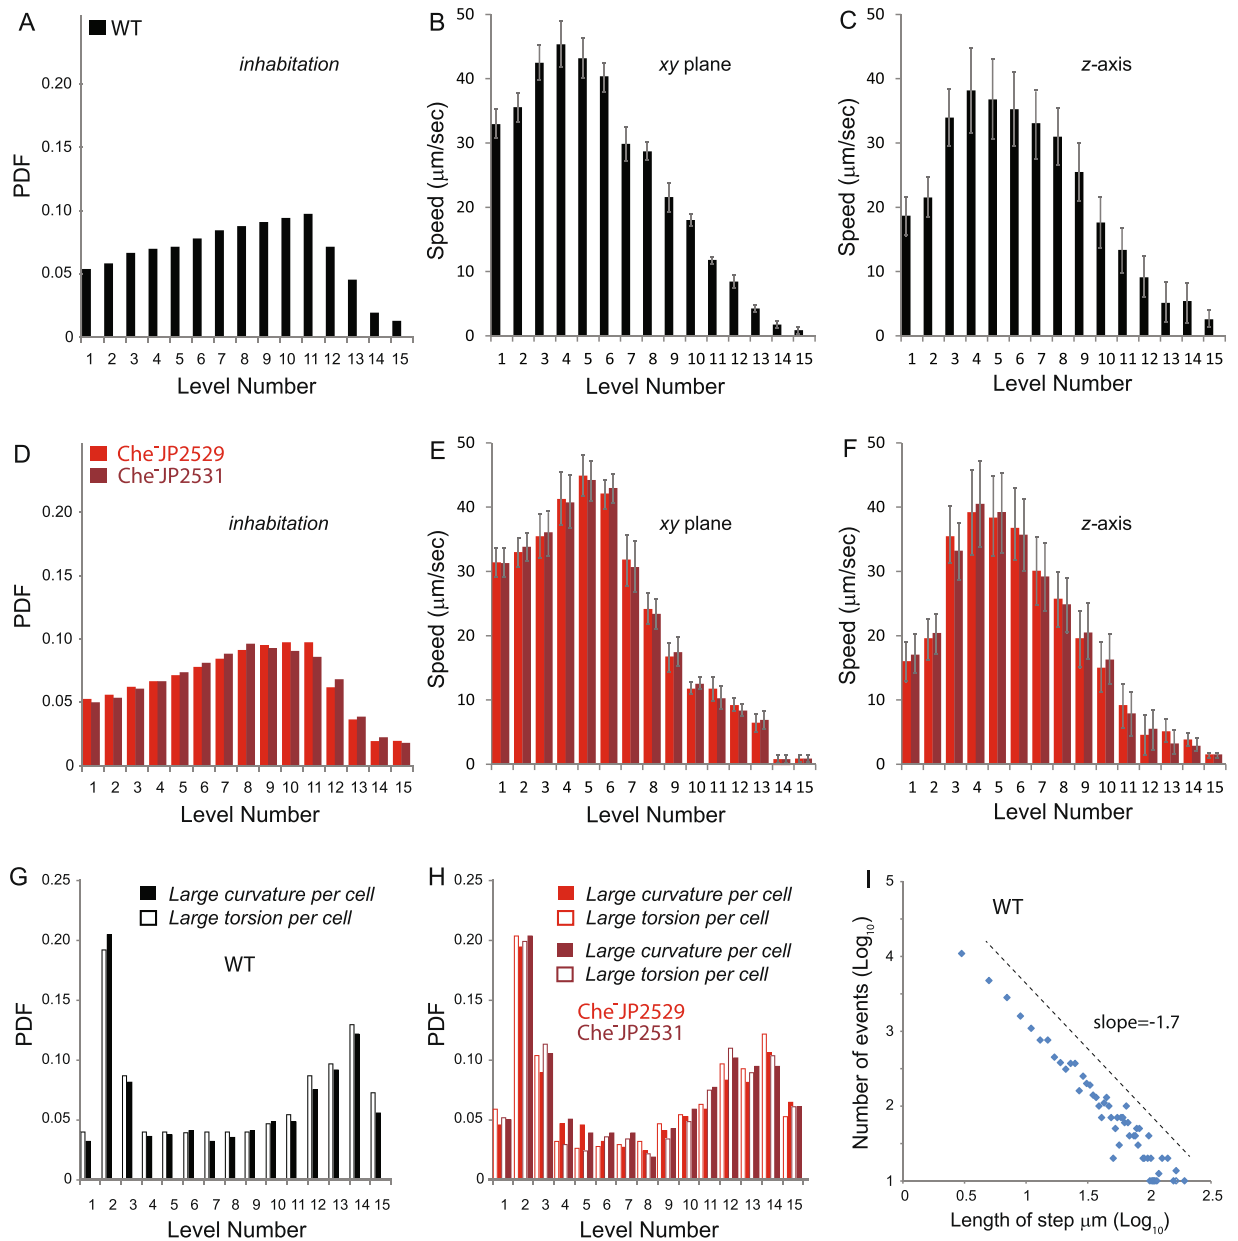 A
WT
inhabitation
PDF
0.20
0.15
0.10
0.05
0
1 2 3 4 5 6 7 8 9 10 11 12 13 14 15
Level Number
B
xy plane
Speed (μm/sec)
50
40
30
20
10
0
1 2 3 4 5 6 7 8 9 10 11 12 13 14 15
Level Number
C
z-axis
Speed (μm/sec)
50
40
30
20
10
0
1 2 3 4 5 6 7 8 9 10 11 12 13 14 15
Level Number
D
Che⁻JP2529
Che⁻JP2531
inhabitation
PDF
0.20
0.15
0.10
0.05
0
1 2 3 4 5 6 7 8 9 10 11 12 13 14 15
Level Number
E
xy plane
Speed (μm/sec)
50
40
30
20
10
0
1 2 3 4 5 6 7 8 9 10 11 12 13 14 15
Level Number
F
z-axis
Speed (μm/sec)
50
40
30
20
10
0
1 2 3 4 5 6 7 8 9 10 11 12 13 14 15
Level Number
G
Large curvature per cell
Large torsion per cell
WT
PDF
0.25
0.20
0.15
0.10
0.05
0
1 2 3 4 5 6 7 8 9 10 11 12 13 14 15
Level Number
H
Large curvature per cell
Large torsion per cell
Large curvature per cell
Large torsion per cell
Che⁻JP2529
Che⁻JP2531
PDF
0.25
0.20
0.15
0.10
0.05
0
1 2 3 4 5 6 7 8 9 10 11 12 13 14 15
Level Number
I
WT
slope=-1.7
Number of events (Log₁₀)
5
4
3
2
1
0 0.5 1 1.5 2 2.5
Length of step μm (Log₁₀)